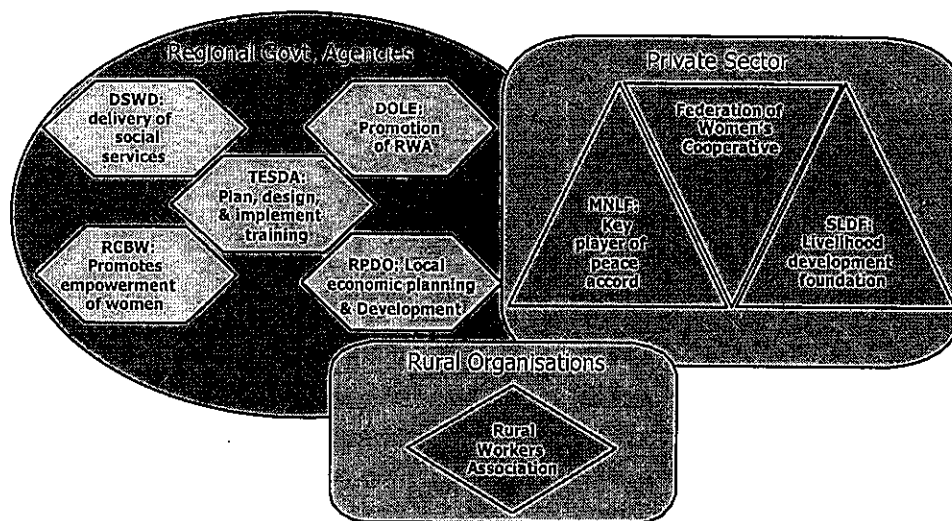 Regional Govt. Agencies
DSWD:
delivery of
social
services
DOLE:
Promotion
of RWA
TESDA:
Plan, design,
& implement
training
RCBW:
Promotes
empowerment
of women
RPDO: Local
economic planning
& Development
Private Sector
Federation of
Women's
Cooperative
MNLF:
Key
player of
peace
accord
SLDF:
Livelihood
development
foundation
Rural Organisations
Rural
Workers
Association